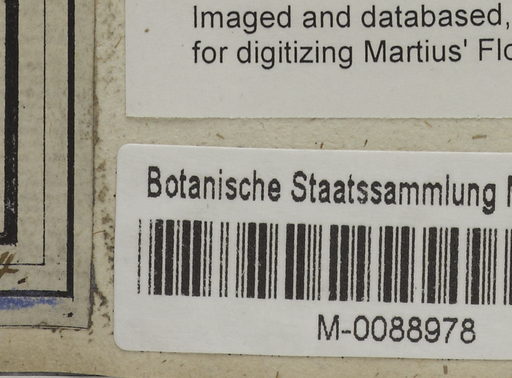 Imaged and databased,
for digitizing Martius' Flo
Botanische Staatssammlung
M-0088978